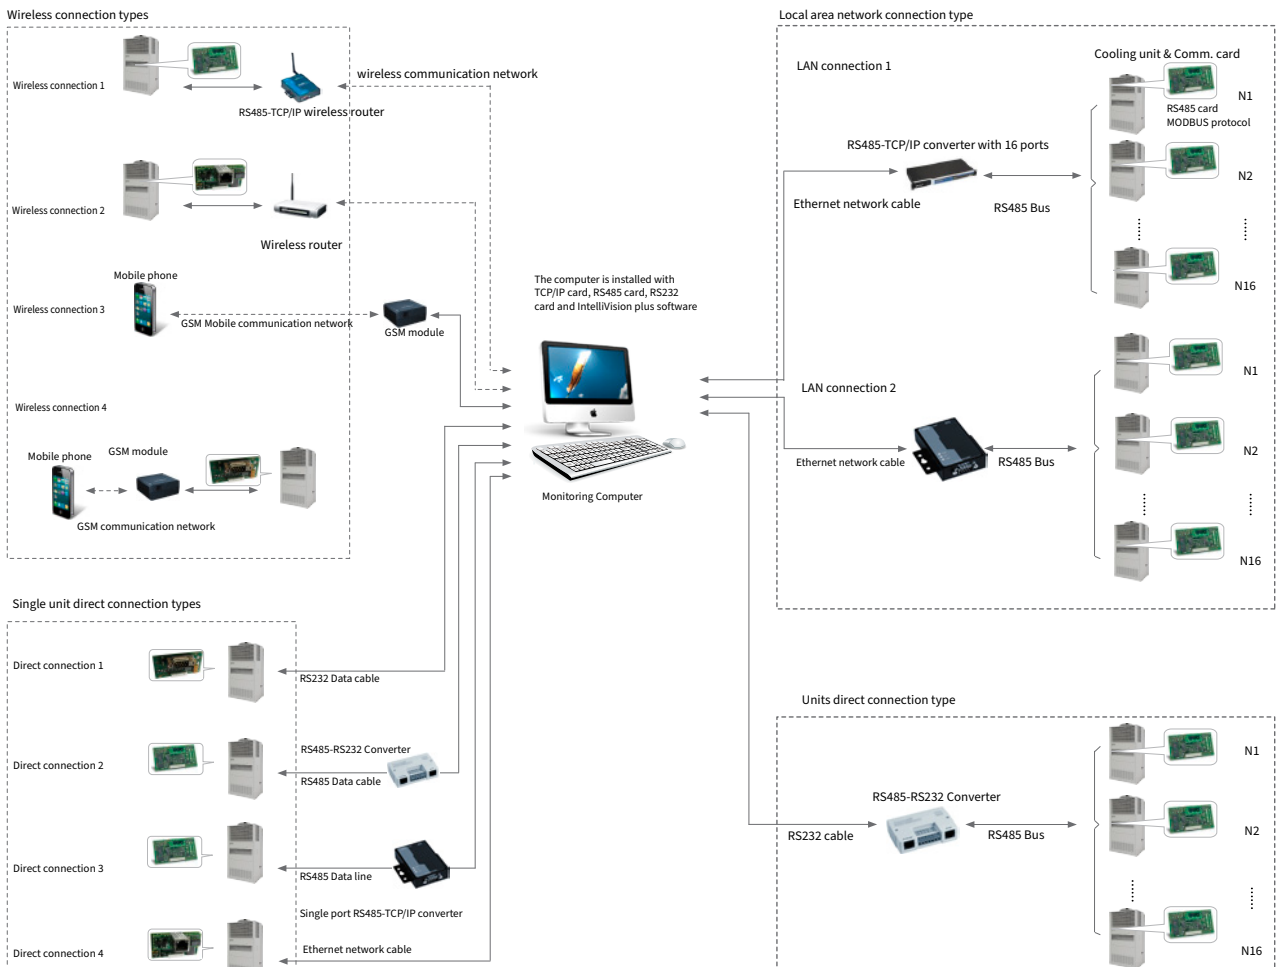 Wireless connection types
Wireless connection 1
RS485-TCP/IP wireless router
wireless communication network
Wireless connection 2
Wireless router
Mobile phone
Wireless connection 3
GSM Mobile communication network
GSM module
Wireless connection 4
Mobile phone
GSM module
GSM communication network
The computer is installed with
TCP/IP card, RS485 card, RS232
card and IntelliVision plus software
Monitoring Computer
Local area network connection type
LAN connection 1
Cooling unit & Comm. card
N1
RS485 card
MODBUS protocol
RS485-TCP/IP converter with 16 ports
Ethernet network cable
RS485 Bus
N2
N16
LAN connection 2
N1
Ethernet network cable
RS485 Bus
N2
N16
Single unit direct connection types
Direct connection 1
RS232 Data cable
Direct connection 2
RS485-RS232 Converter
RS485 Data cable
Direct connection 3
RS485 Data line
Single port RS485-TCP/IP converter
Direct connection 4
Ethernet network cable
Units direct connection type
N1
RS485-RS232 Converter
RS232 cable
RS485 Bus
N2
N16